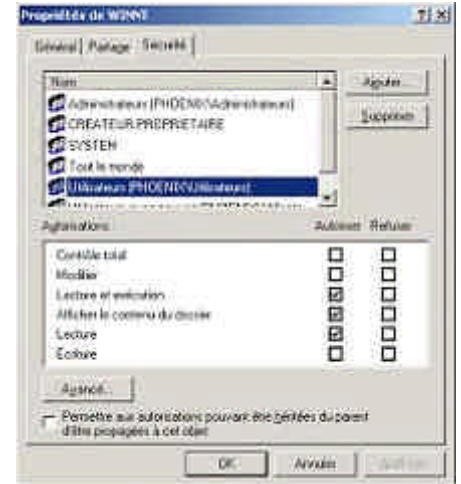 Propriétés de WINNT
Général Partage Sécurité
Nom
Ajouter...
Administrateurs (PHOENIX\Administrateurs)
CREATEUR PROPRIETAIRE
Supprimer
SYSTEM
Tout le monde
Utilisateurs (PHOENIX\Utilisateurs)
Autorisations : Autoriser Refuser
Contrôle total
Modifier
Lecture et exécution
Afficher le contenu du dossier
Lecture
Ecriture
Avancé...
Permettre aux autorisations pouvant être héritées du parent
d'être propagées à cet objet
OK Annuler